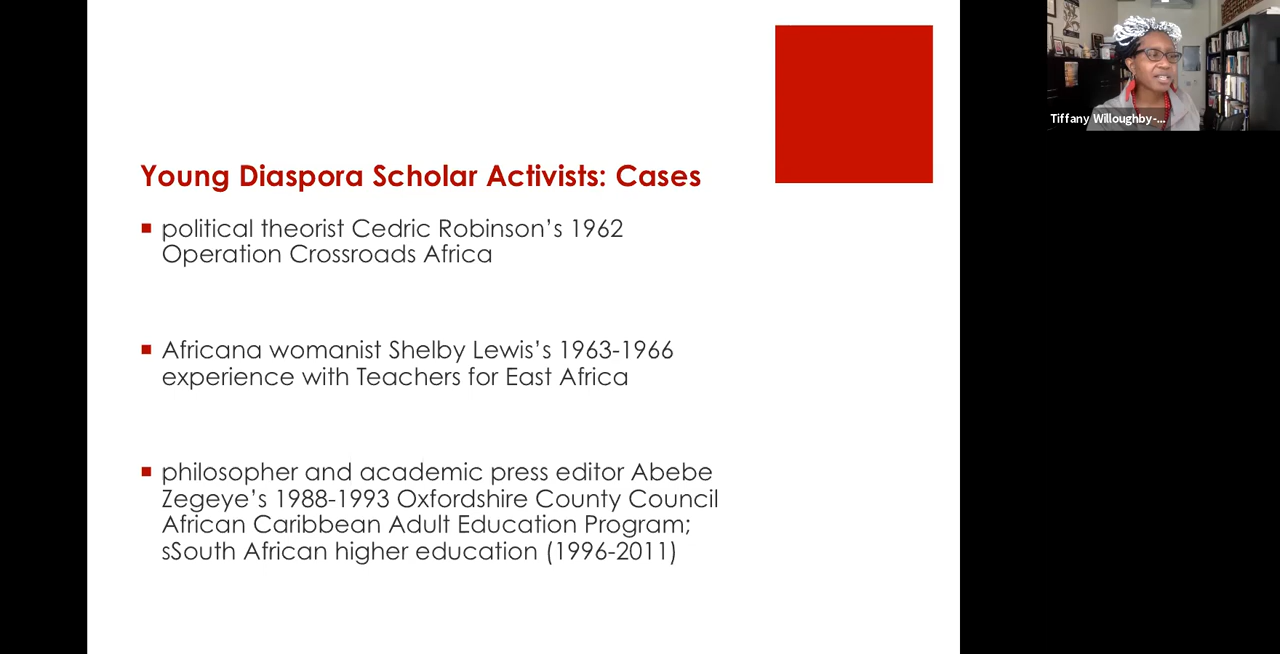 Young Diaspora Scholar Activists: Cases
political theorist Cedric Robinson’s 1962
Operation Crossroads Africa
Africana womanist Shelby Lewis’s 1963-1966
experience with Teachers for East Africa
philosopher and academic press editor Abebe
Zegeye’s 1988-1993 Oxfordshire County Council
African Caribbean Adult Education Program;
sSouth African higher education (1996-2011)
Tiffany Willoughby-...